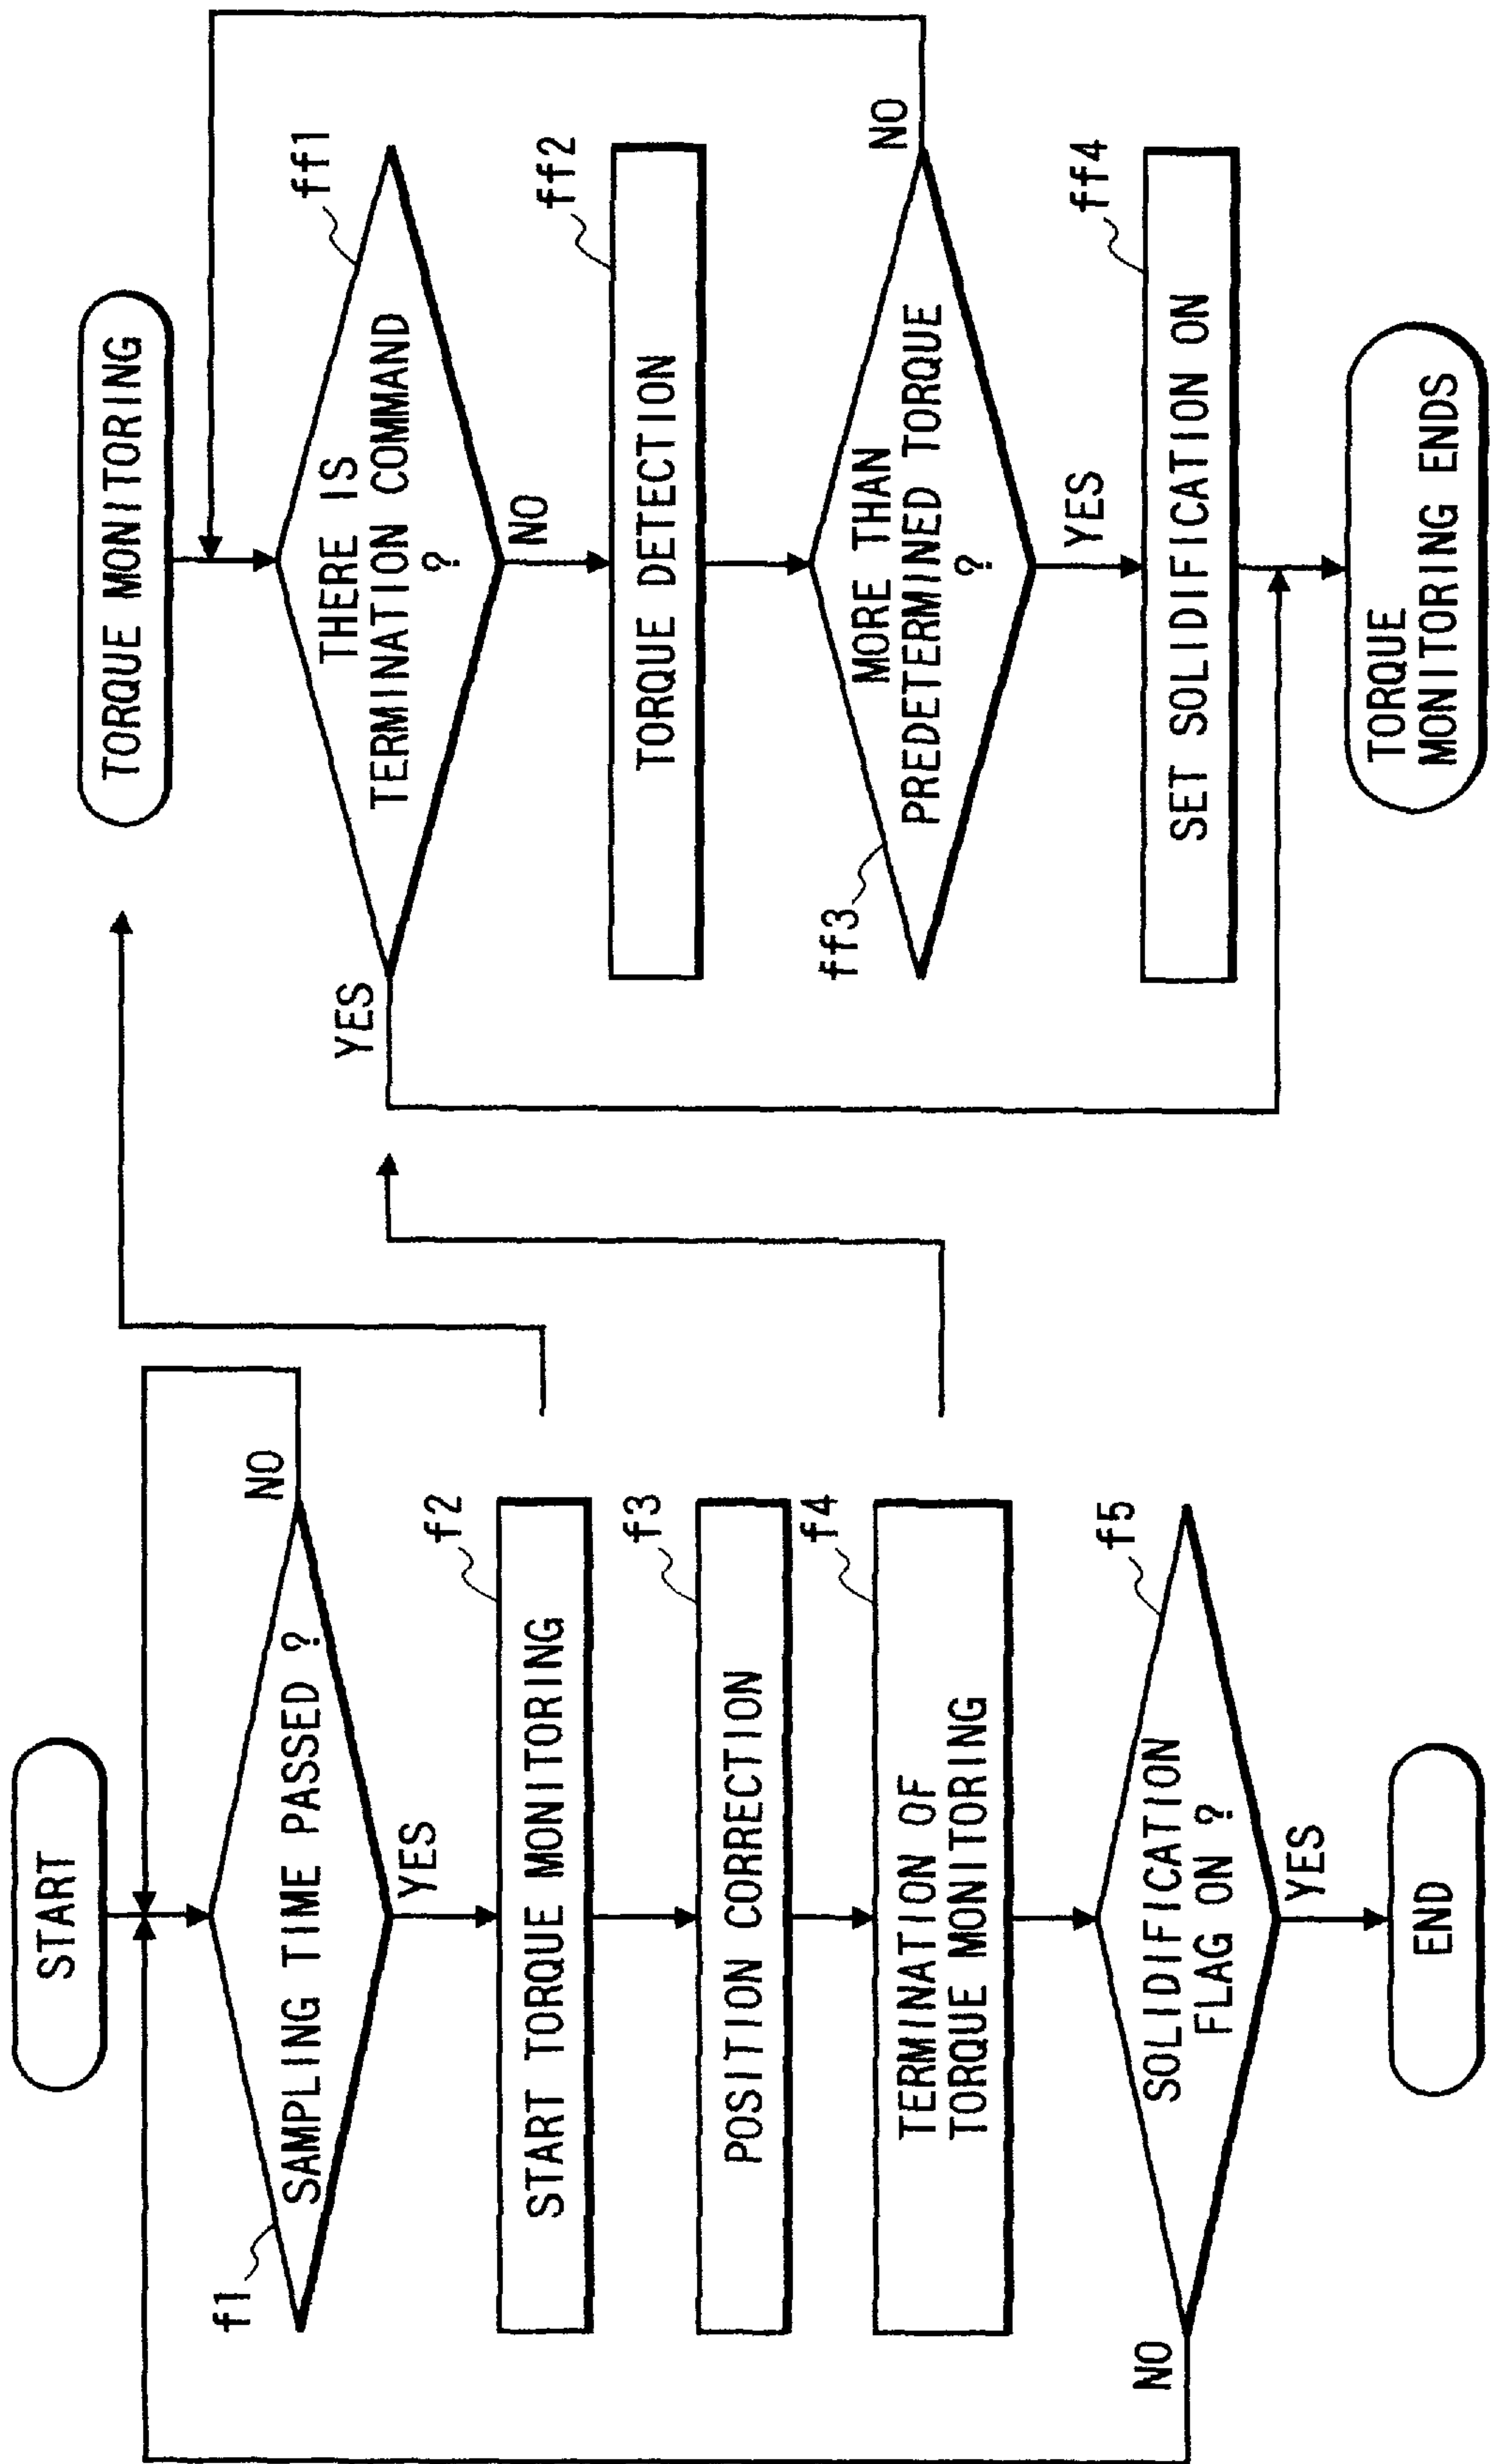 START
f1
SAMPLING TIME PASSED ?
NO
YES
f2
START TORQUE MONITORING
f3
POSITION CORRECTION
f4
TERMINATION OF
TORQUE MONITORING
f5
SOLIDIFICATION
FLAG ON ?
NO
YES
END
TORQUE MONITORING
ff1
THERE IS
TERMINATION COMMAND
?
YES
NO
ff2
TORQUE DETECTION
ff3
MORE THAN
PREDETERMINED TORQUE
?
NO
YES
ff4
SET SOLIDIFICATION ON
TORQUE
MONITORING ENDS